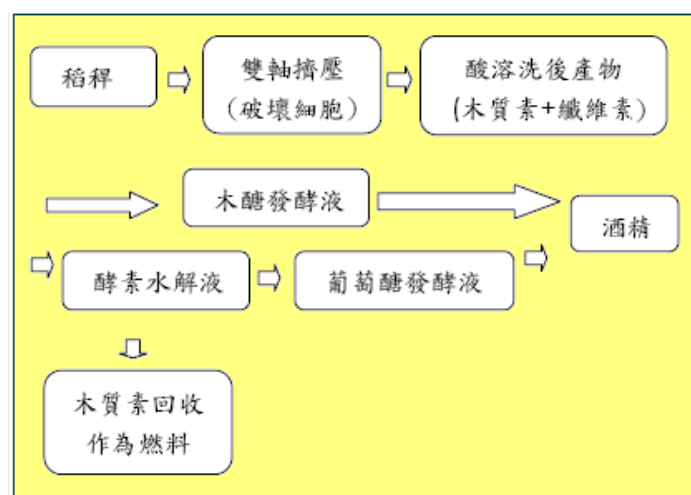 稻稈
雙軸擠壓
(破壞細胞)
酸溶洗後產物
(木質素+纖維素)
木醣發酵液
酒精
酵素水解液
葡萄醣發酵液
木質素回收
作為燃料